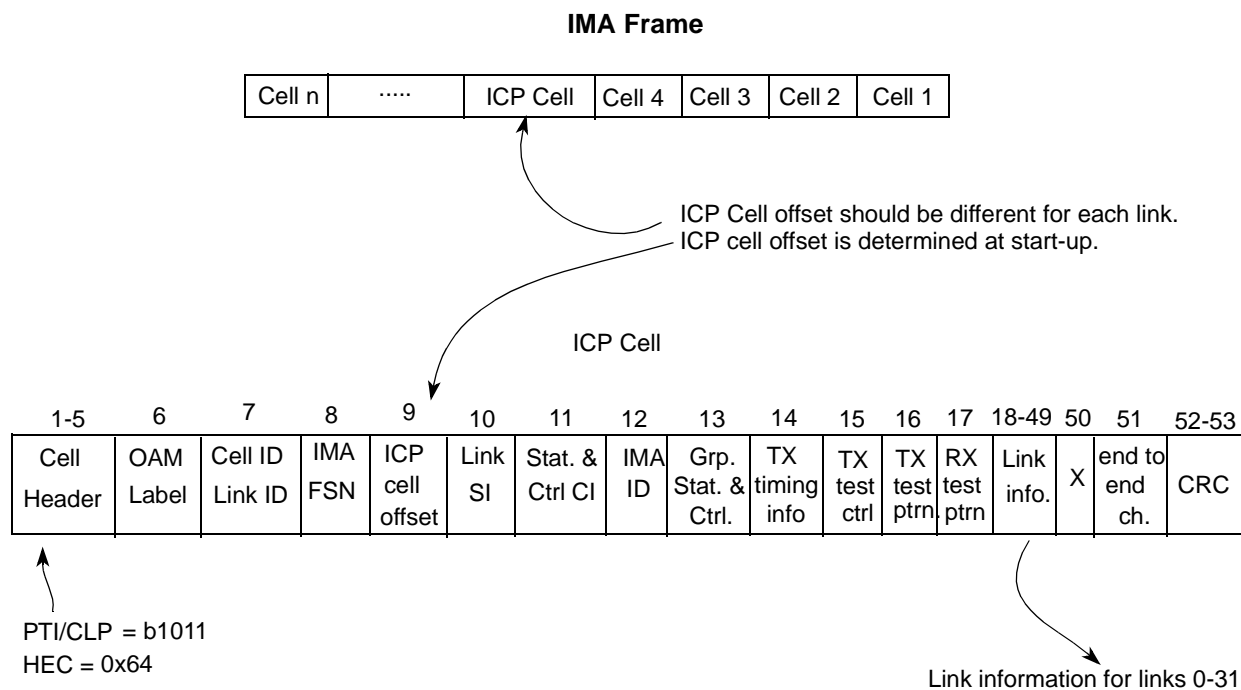 IMA Frame
Cell n ..... ICP Cell Cell 4 Cell 3 Cell 2 Cell 1
ICP Cell offset should be different for each link.
ICP cell offset is determined at start-up.
ICP Cell
1-5 6 7 8 9 10 11 12 13 14 15 16 17 18-49 50 51 52-53
Cell Header
OAM Label
Cell ID Link ID
IMA FSN
ICP cell offset
Link SI
Stat. & Ctrl CI
IMA ID
Grp. Stat. & Ctrl.
TX timing info
TX test ctrl
TX test ptrn.
RX test ptrn
Link info.
X
end to end ch.
CRC
PTI/CLP = b1011
HEC = 0x64
Link information for links 0-31